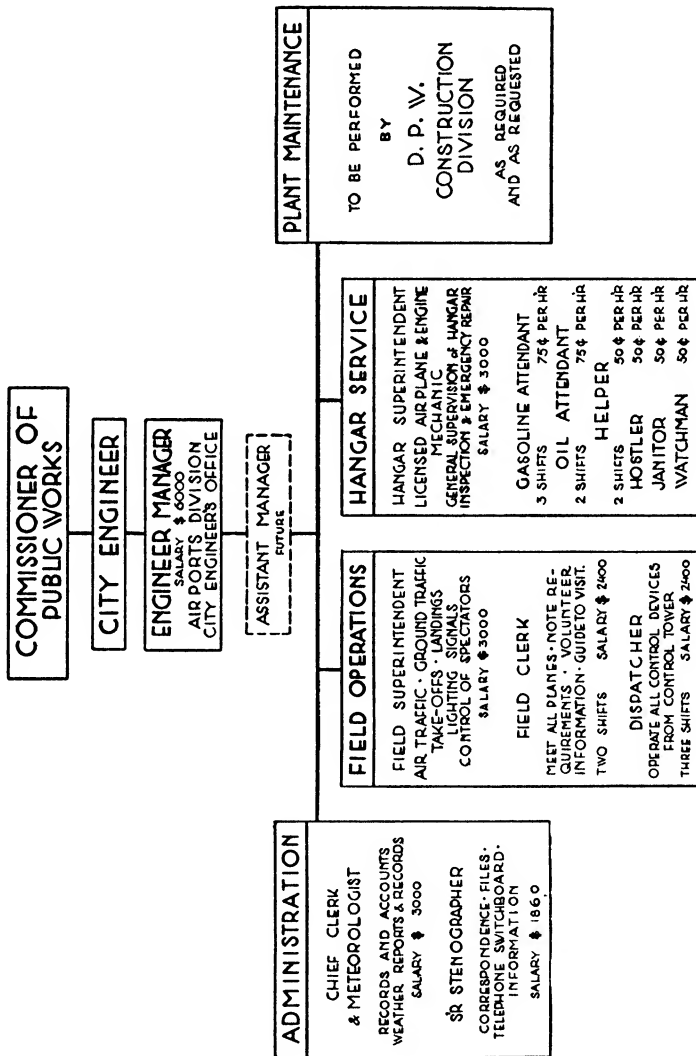 COMMISSIONER OF
PUBLIC WORKS
CITY ENGINEER
ENGINEER MANAGER
SALARY $ 6000
AIR PORTS DIVISION
CITY ENGINEER'S OFFICE
ASSISTANT MANAGER
FUTURE
ADMINISTRATION
CHIEF CLERK
& METEOROLOGIST
RECORDS AND ACCOUNTS
WEATHER REPORTS & RECORDS
SALARY $ 3000
S'R STENOGRAPHER
CORRESPONDENCE · FILES ·
TELEPHONE SWITCHBOARD ·
INFORMATION
SALARY $ 1860
FIELD OPERATIONS
FIELD SUPERINTENDENT
AIR TRAFFIC · GROUND TRAFFIC
TAKE-OFFS · LANDINGS
LIGHTING SIGNALS
CONTROL OF SPECTATORS
SALARY $ 3000
FIELD CLERK
MEET ALL PLANES · NOTE RE-
QUIREMENTS · VOLUNTEER
INFORMATION · GUIDE TO VISIT.
TWO SHIFTS SALARY $ 2400
DISPATCHER
OPERATE ALL CONTROL DEVICES
FROM CONTROL TOWER
THREE SHIFTS SALARY $ 2400
HANGAR SERVICE
HANGAR SUPERINTENDENT
LICENSED AIRPLANE & ENGINE
MECHANIC
GENERAL SUPERVISION of HANGAR
INSPECTION & EMERGENCY REPAIR
SALARY $ 3000
GASOLINE ATTENDANT
3 SHIFTS 75¢ PER HR
OIL ATTENDANT
2 SHIFTS 75¢ PER HR
HELPER
2 SHIFTS 50¢ PER HR
HOSTLER 50¢ PER HR
JANITOR 50¢ PER HR
WATCHMAN 50¢ PER HR
PLANT MAINTENANCE
TO BE PERFORMED
BY
D. P. W.
CONSTRUCTION
DIVISION
AS REQUIRED
AND AS REQUESTED